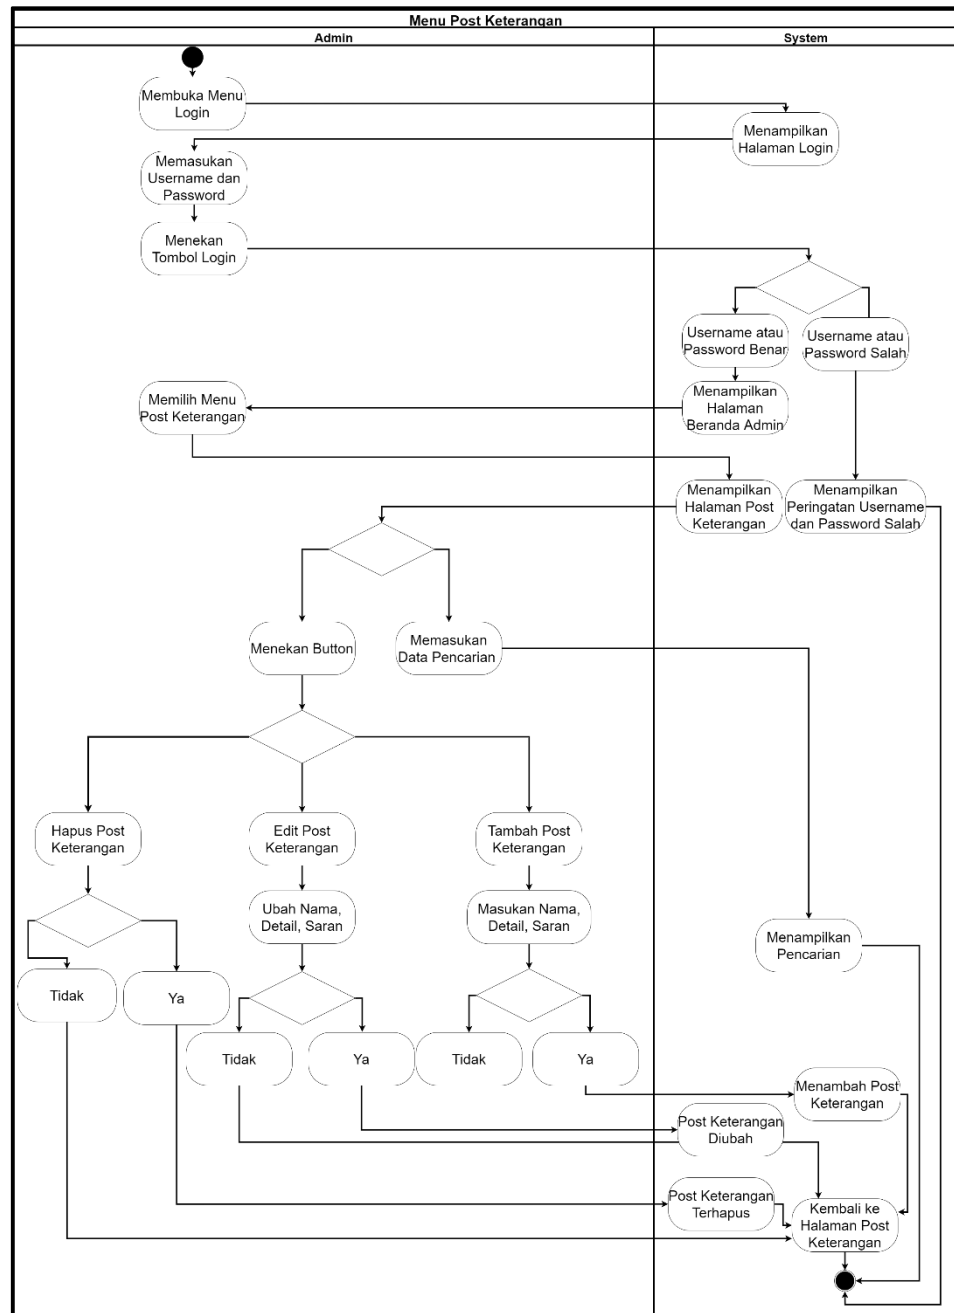 Menu Post Keterangan
Admin
System
Membuka Menu
Login
Menampilkan
Halaman Login
Memasukan
Username dan
Password
Menekan
Tombol Login
Username atau
Password Benar
Username atau
Password Salah
Menampilkan
Halaman
Beranda Admin
Memilih Menu
Post Keterangan
Menampilkan
Halaman Post
Keterangan
Menampilkan
Peringatan Username
dan Password Salah
Menekan Button
Memasukan
Data Pencarian
Hapus Post
Keterangan
Edit Post
Keterangan
Tambah Post
Keterangan
Ubah Nama,
Detail, Saran
Masukan Nama,
Detail, Saran
Menampilkan
Pencarian
Tidak
Ya
Tidak
Ya
Tidak
Ya
Menambah Post
Keterangan
Post Keterangan
Diubah
Post Keterangan
Terhapus
Kembali ke
Halaman Post
Keterangan